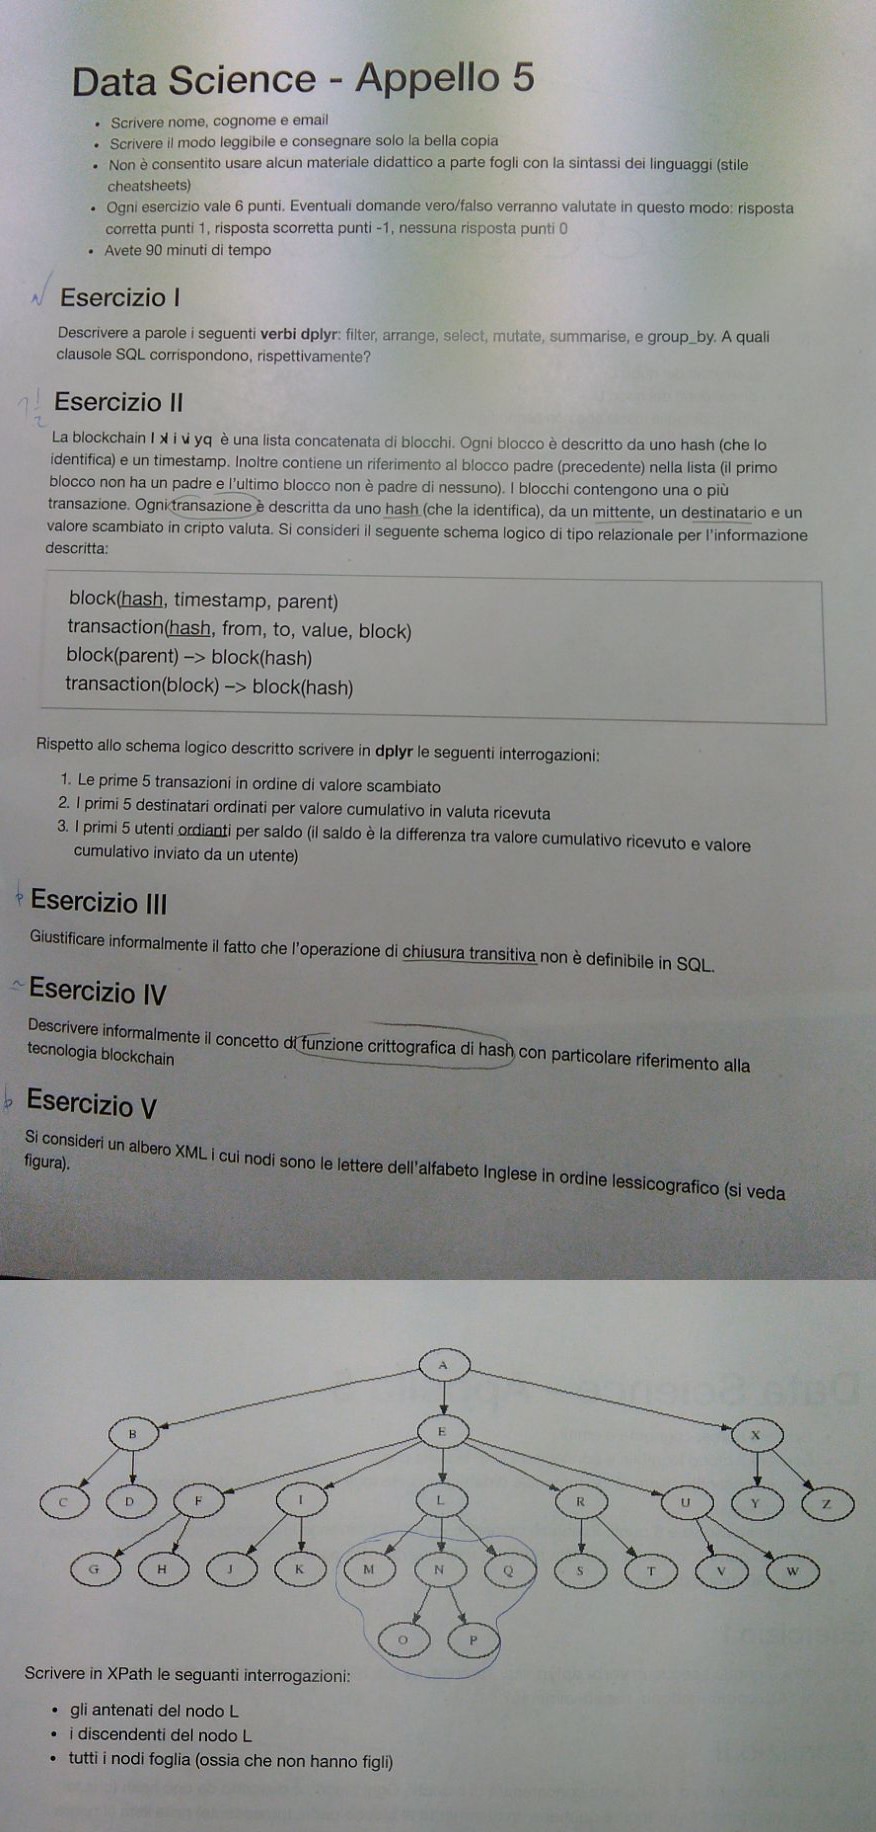 Data Science - Appello 5
• Scrivere nome, cognome e email
• Scrivere il modo leggibile e consegnare solo la bella copia
• Non è consentito usare alcun materiale didattico a parte fogli con la sintassi dei linguaggi (stile
cheatsheets)
• Ogni esercizio vale 6 punti. Eventuali domande vero/falso verranno valutate in questo modo: risposta
corretta punti 1, risposta scorretta punti -1, nessuna risposta punti 0
• Avete 90 minuti di tempo
Esercizio I
Descrivere a parole i seguenti verbi dplyr: filter, arrange, select, mutate, summarise, e group_by. A quali
clausole SQL corrispondono, rispettivamente?
Esercizio II
La blockchain è una lista concatenata di blocchi. Ogni blocco è descritto da uno hash (che lo
identifica) e un timestamp. Inoltre contiene un riferimento al blocco padre (precedente) nella lista (il primo
blocco non ha un padre e l'ultimo blocco non è padre di nessuno). I blocchi contengono una o più
transazione. Ogni transazione è descritta da uno hash (che la identifica), da un mittente, un destinatario e un
valore scambiato in cripto valuta. Si consideri il seguente schema logico di tipo relazionale per l'informazione
descritta:
block(hash, timestamp, parent)
transaction(hash, from, to, value, block)
block(parent) –> block(hash)
transaction(block) –> block(hash)
Rispetto allo schema logico descritto scrivere in dplyr le seguenti interrogazioni:
1. Le prime 5 transazioni in ordine di valore scambiato
2. I primi 5 destinatari ordinati per valore cumulativo in valuta ricevuta
3. I primi 5 utenti ordianti per saldo (il saldo è la differenza tra valore cumulativo ricevuto e valore
cumulativo inviato da un utente)
Esercizio III
Giustificare informalmente il fatto che l'operazione di chiusura transitiva non è definibile in SQL.
Esercizio IV
Descrivere informalmente il concetto di funzione crittografica di hash con particolare riferimento alla
tecnologia blockchain
Esercizio V
Si consideri un albero XML i cui nodi sono le lettere dell'alfabeto Inglese in ordine lessicografico (si veda
figura).
A
B E X
C D F I L R U Y Z
G H J K M N Q S T V W
O P
Scrivere in XPath le seguanti interrogazioni:
• gli antenati del nodo L
• i discendenti del nodo L
• tutti i nodi foglia (ossia che non hanno figli)